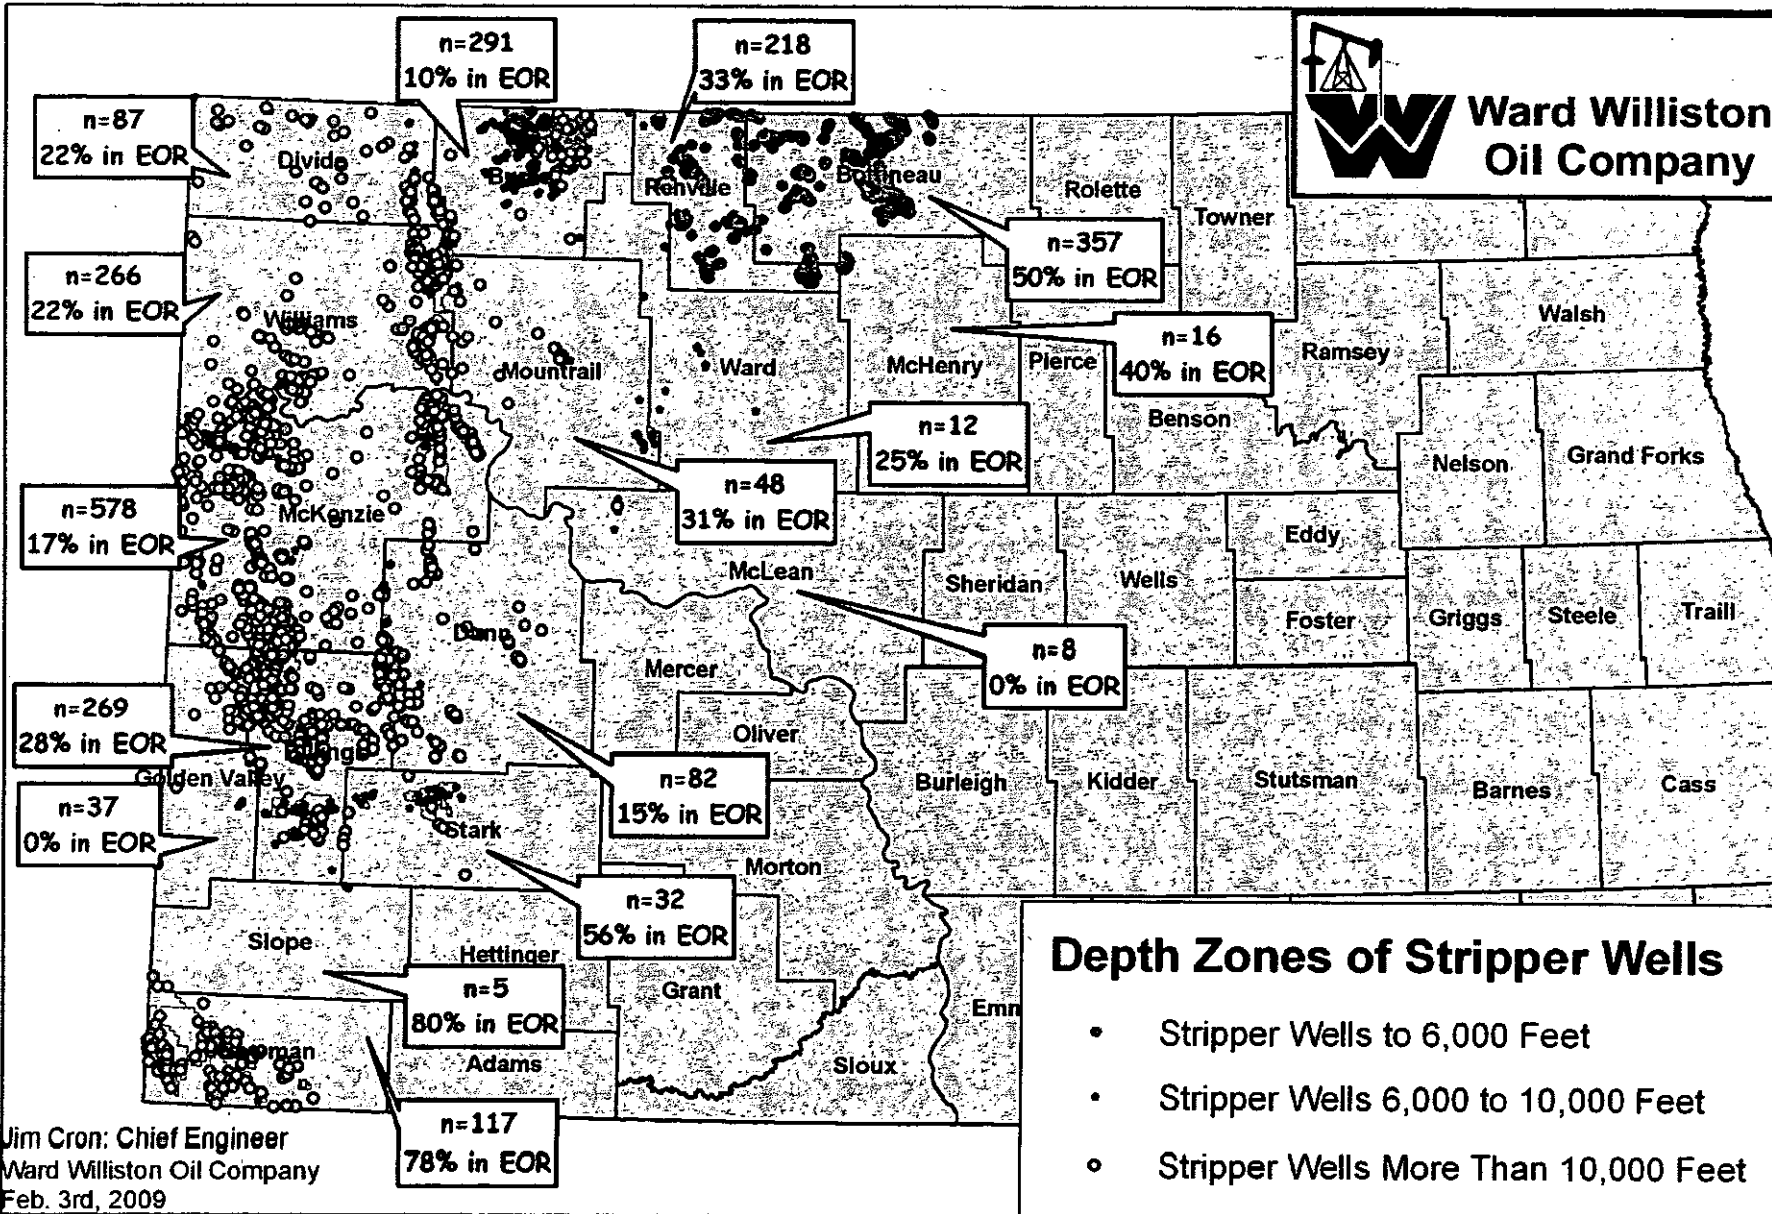 n=291
10% in EOR
n=218
33% in EOR
Ward Williston
Oil Company
n=87
22% in EOR
Divide
Renville
Bottineau
Rolette
Towner
n=357
50% in EOR
n=266
22% in EOR
Williams
Mountrail
Ward
McHenry
Pierce
n=16
40% in EOR
Ramsey
Walsh
Benson
n=12
25% in EOR
n=48
31% in EOR
Nelson
Grand Forks
n=578
17% in EOR
McKenzie
McLean
Sheridan
Wells
Eddy
Foster
Griggs
Steele
Traill
Dunn
Mercer
n=8
0% in EOR
n=269
28% in EOR
Golden Valley
Oliver
n=82
15% in EOR
Burleigh
Kidder
Stutsman
Barnes
Cass
n=37
0% in EOR
Stark
Morton
n=32
56% in EOR
Slope
Hettinger
n=5
80% in EOR
Grant
Emm
Adams
Sioux
n=117
78% in EOR
Depth Zones of Stripper Wells
Stripper Wells to 6,000 Feet
Stripper Wells 6,000 to 10,000 Feet
Stripper Wells More Than 10,000 Feet
Jim Cron: Chief Engineer
Ward Williston Oil Company
Feb. 3rd, 2009